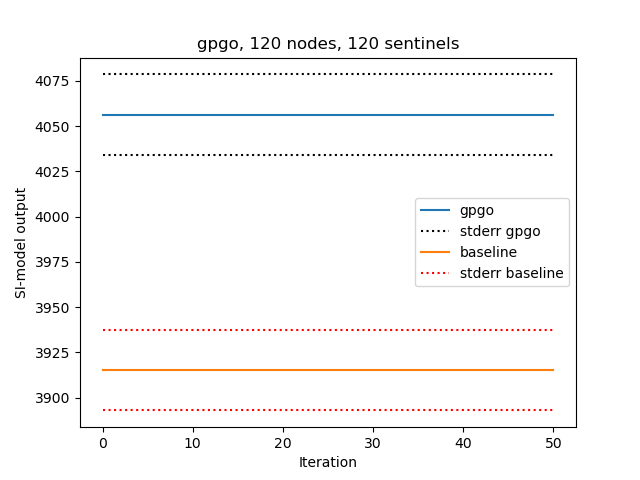 gpgo, 120 nodes, 120 sentinels
SI-model output
4075
4050
4025
4000
3975
3950
3925
3900
gpgo
stderr gpgo
baseline
stderr baseline
0 10 20 30 40 50
Iteration